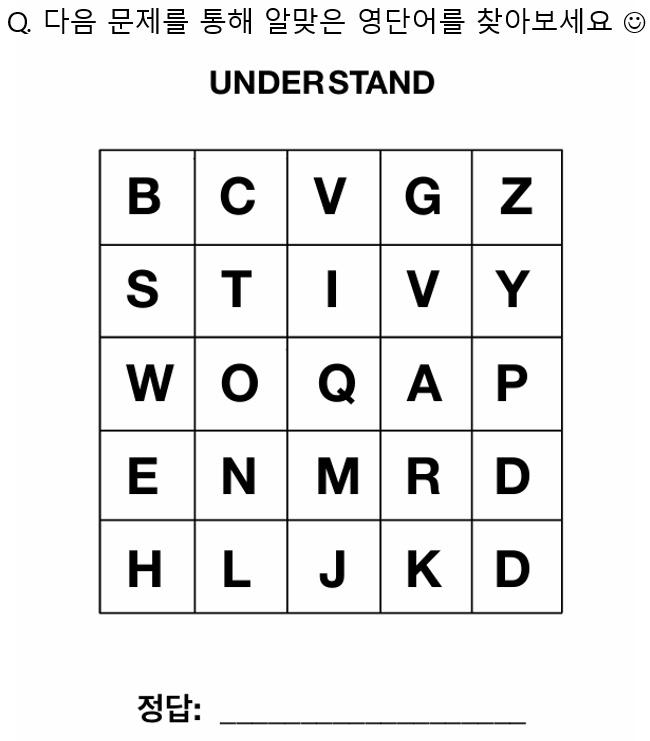 Q. 다음 문제를 통해 알맞은 영단어를 찾아보세요 ☺
UNDERSTAND
B C V G Z
S T I V Y
W O Q A P
E N M R D
H L J K D
정답: ___________________